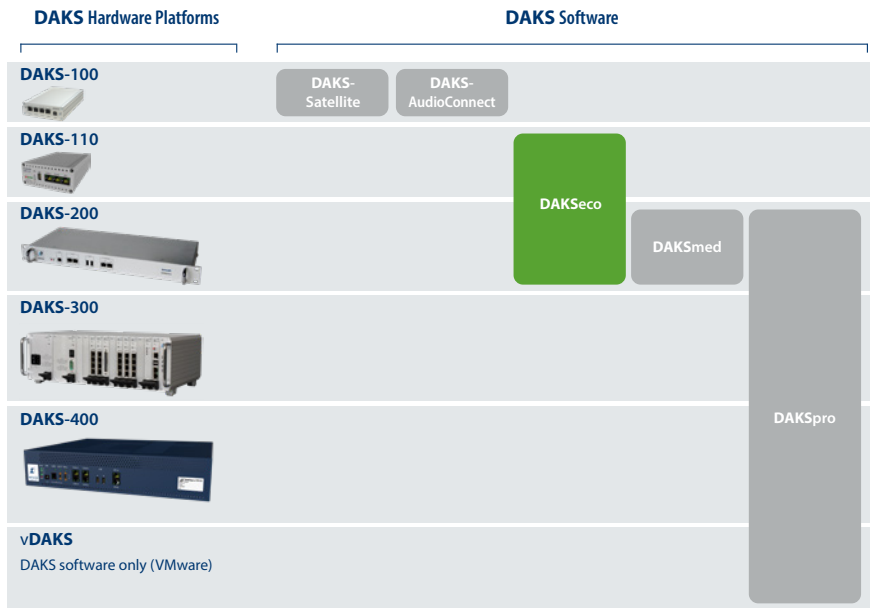 DAKS Hardware Platforms
DAKS Software
DAKS-100
DAKS-
Satellite
DAKS-
AudioConnect
DAKS-110
DAKSeco
DAKS-200
DAKSmed
DAKS-300
DAKS-400
DAKSpro
vDAKS
DAKS software only (VMware)